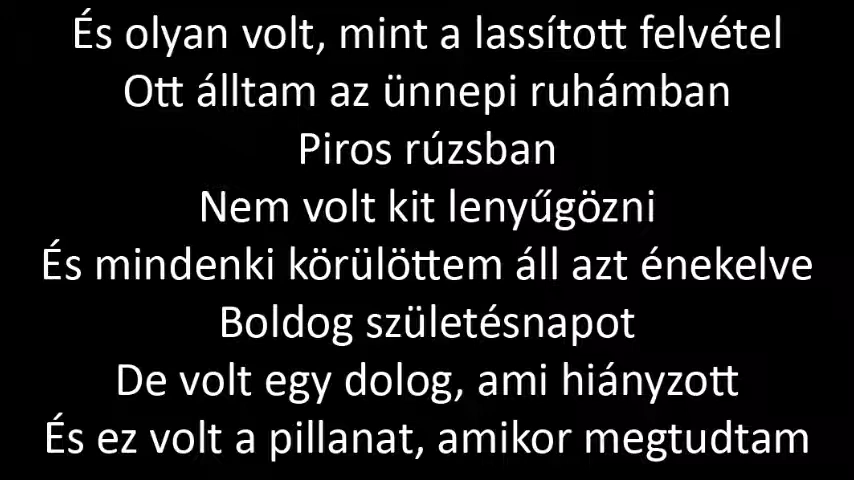 És olyan volt, mint a lassított felvétel
Ott álltam az ünnepi ruhámban
Piros rúzsban
Nem volt kit lenyűgözni
És mindenki körülöttem áll azt énekelve
Boldog születésnapot
De volt egy dolog, ami hiányzott
És ez volt a pillanat, amikor megtudtam